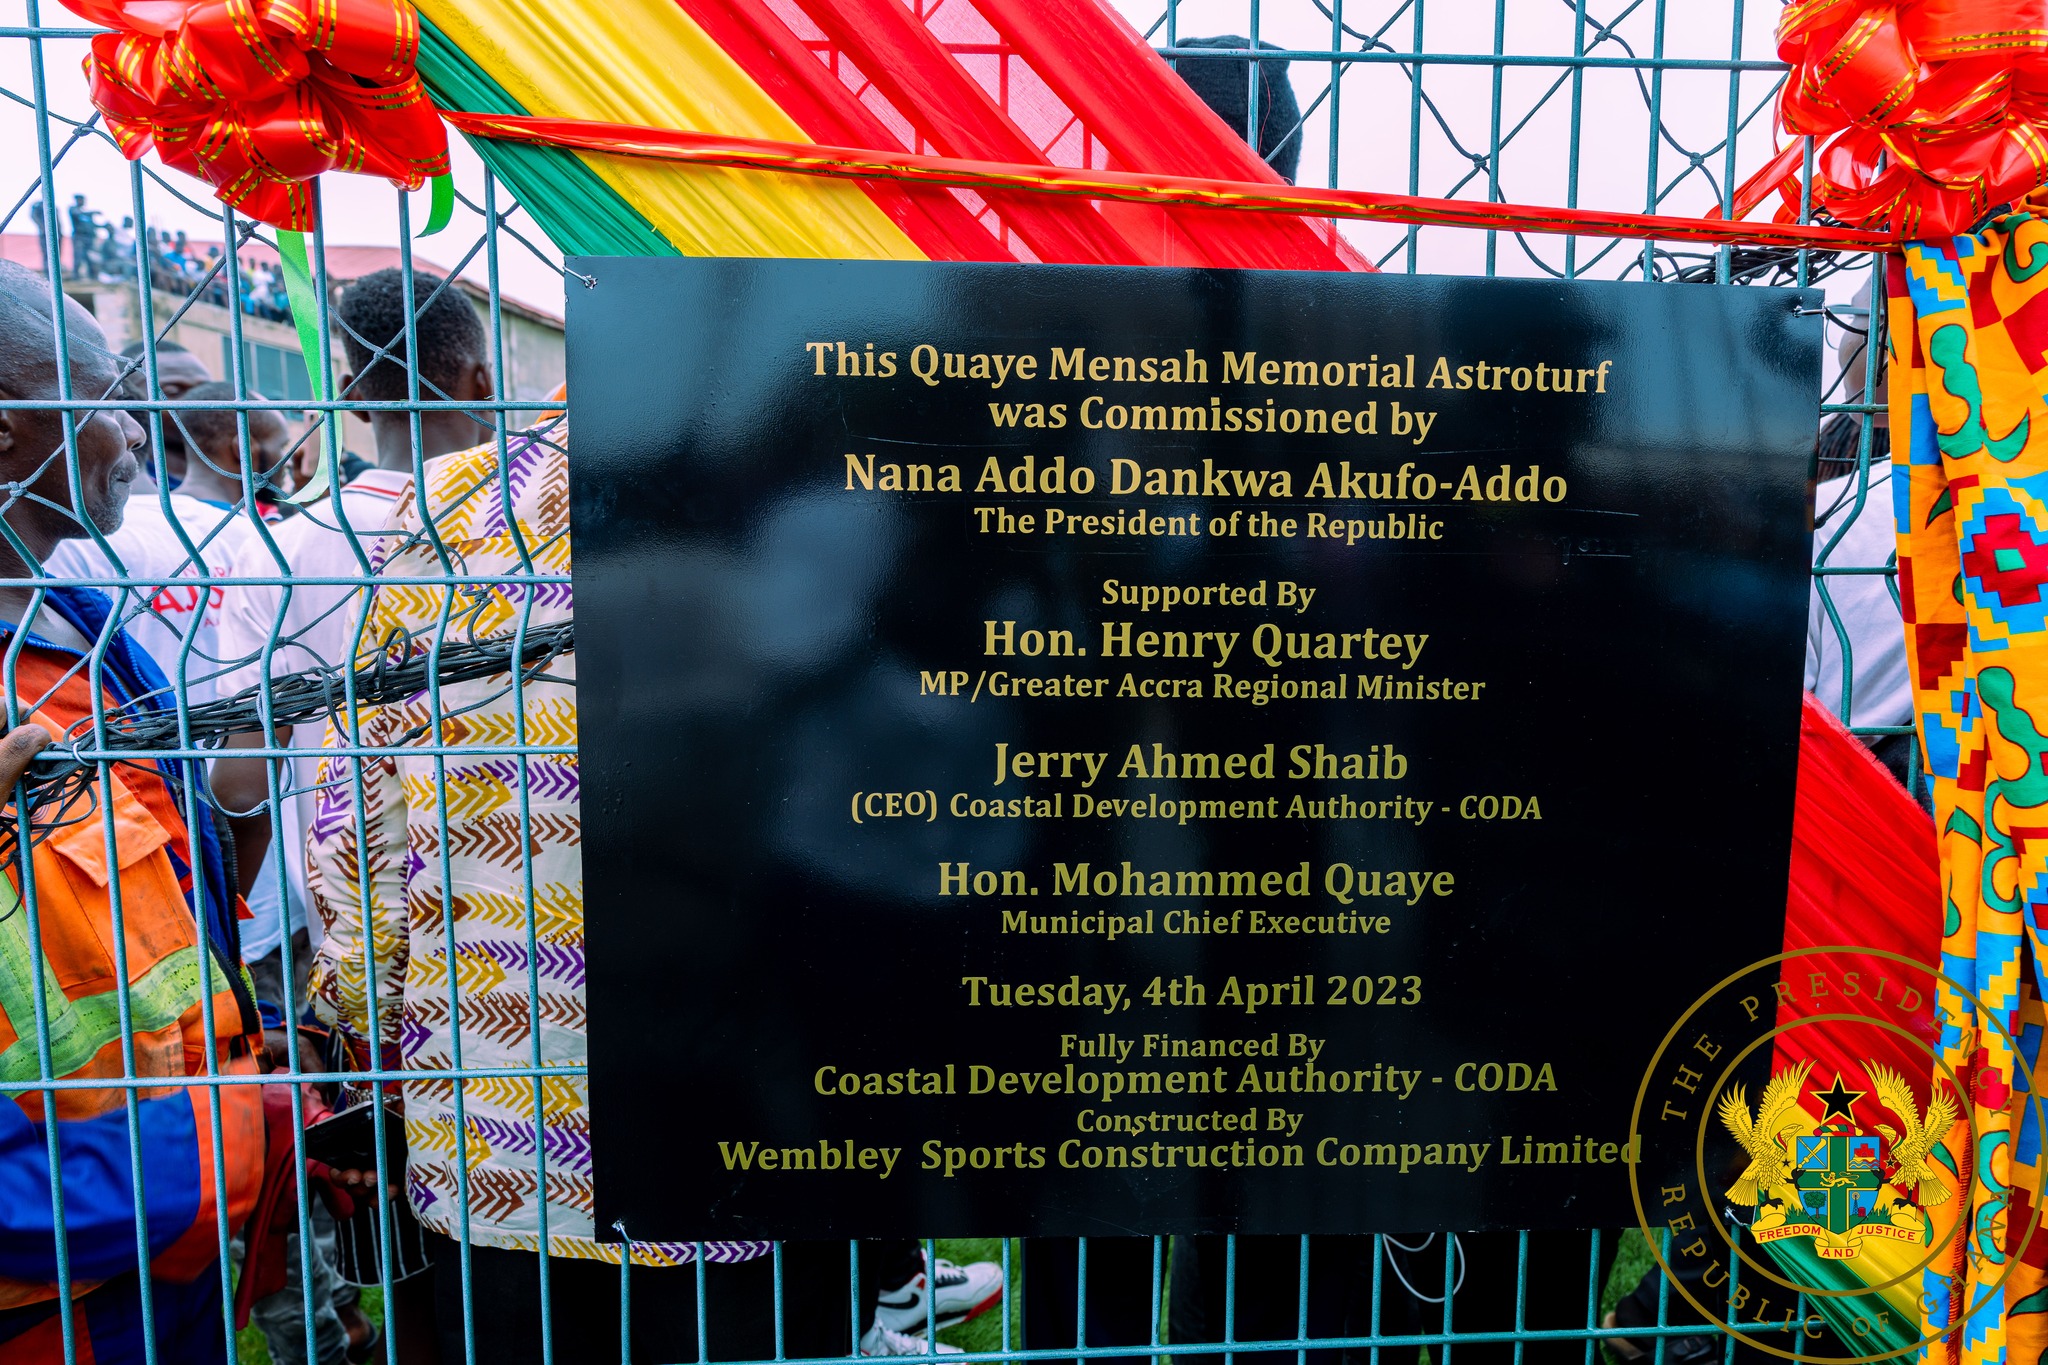 This Quaye Mensah Memorial Astroturf
was Commissioned by
Nana Addo Dankwa Akufo-Addo
The President of the Republic
Supported By
Hon. Henry Quartey
MP/Greater Accra Regional Minister
Jerry Ahmed Shaib
(CEO) Coastal Development Authority - CODA
Hon. Mohammed Quaye
Municipal Chief Executive
Tuesday, 4th April 2023
Fully Financed By
Coastal Development Authority - CODA
Constructed By
Wembley Sports Construction Company Limited
THE PRESIDENCY
REPUBLIC OF GHANA
FREEDOM AND JUSTICE